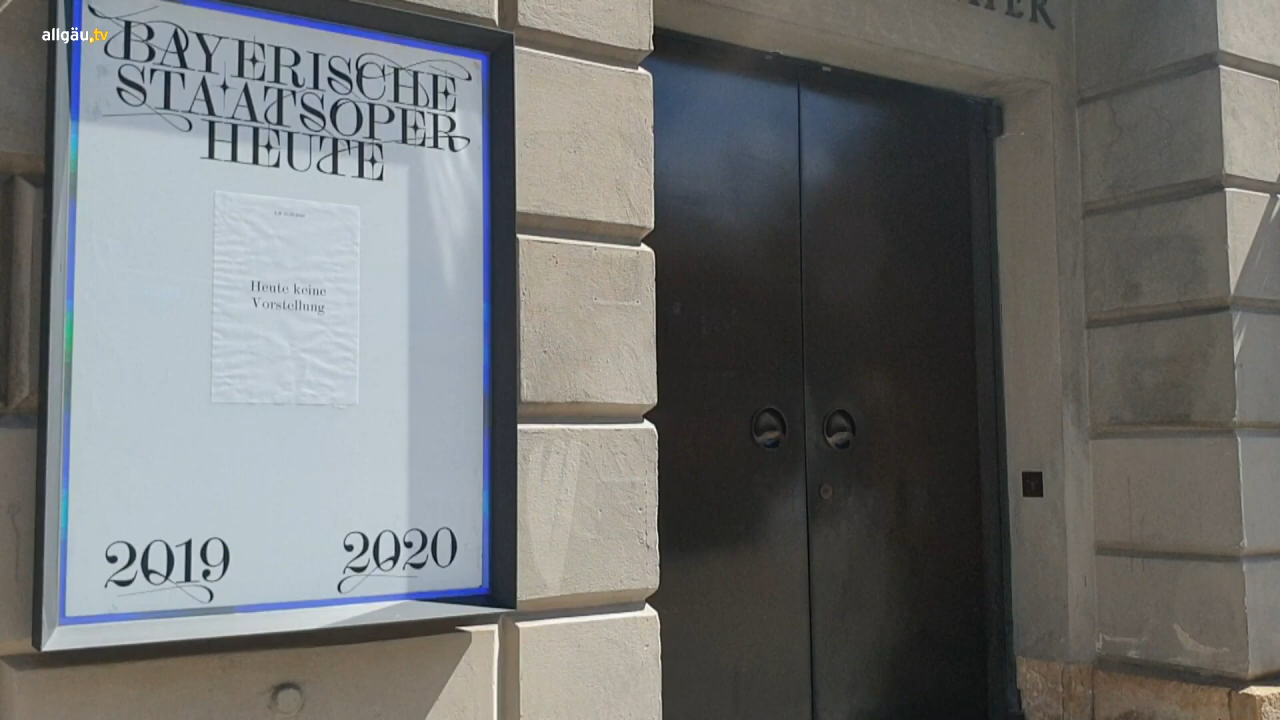 allgäu.tv
BAYERISCHE
STAATSOPER
HEUTE
Heute keine
Vorstellung
2019 2020